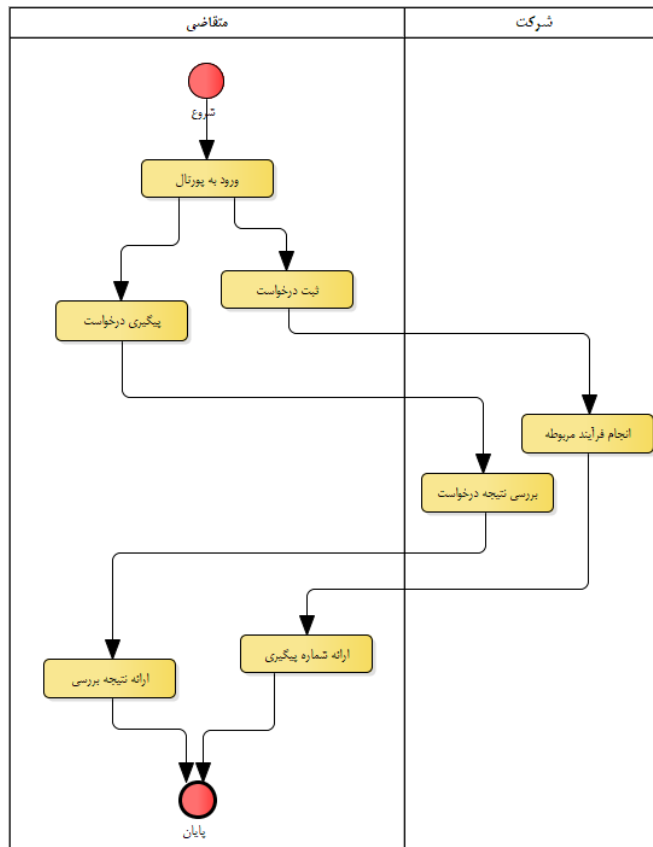 شرکت
متقاضی
شروع
ورود به پورتال
ثبت درخواست
پیگیری درخواست
انجام فرآیند مربوطه
بررسی نتیجه درخواست
ارائه شماره پیگیری
ارائه نتیجه بررسی
پایان